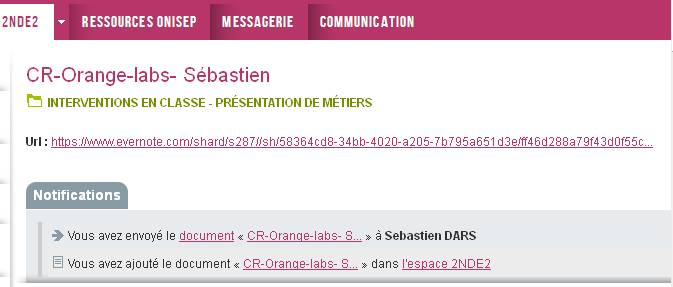 2NDE2 RESSOURCES ONISEP MESSAGERIE COMMUNICATION
CR-Orange-labs- Sébastien
INTERVENTIONS EN CLASSE - PRÉSENTATION DE MÉTIERS
Url : https://www.evernote.com/shard/s287//sh/58364cd8-34bb-4020-a205-7b795a651d3e/ff46d288a79f43d0f55c...
Notifications
Vous avez envoyé le document « CR-Orange-labs- S... » à Sebastien DARS
Vous avez ajouté le document « CR-Orange-labs- S... » dans l'espace 2NDE2